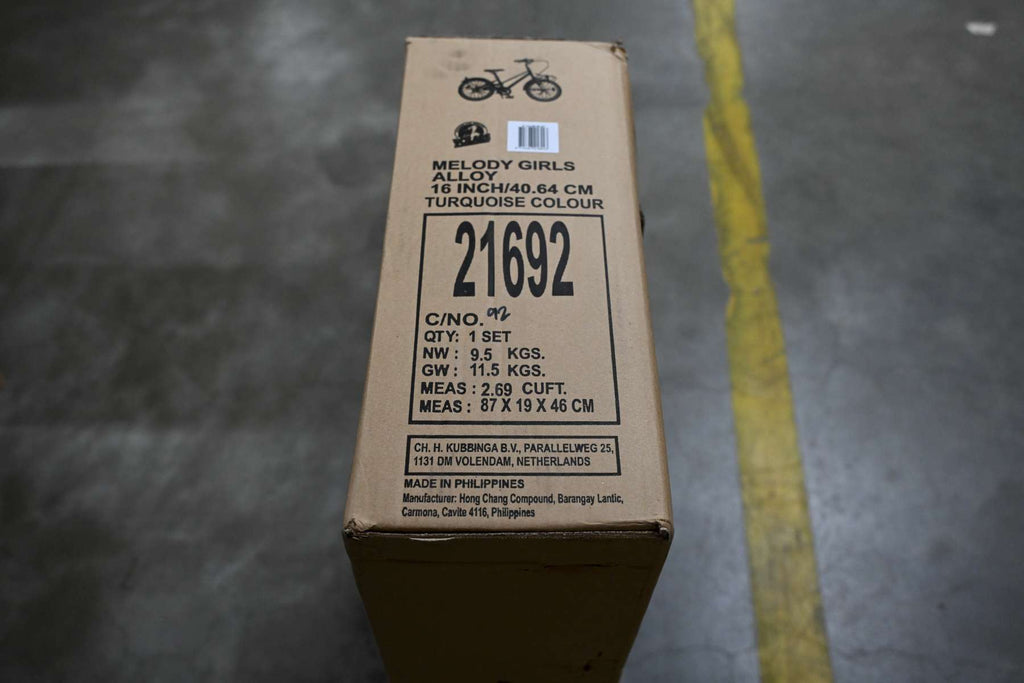 MELODY GIRLS
ALLOY
16 INCH/40.64 CM
TURQUOISE COLOUR
21692
C/NO. 92
QTY: 1 SET
NW : 9.5 KGS.
GW : 11.5 KGS.
MEAS : 2.69 CUFT.
MEAS : 87 X 19 X 46 CM
CH. H. KUBBINGA B.V., PARALLELWEG 25,
1131 DM VOLENDAM, NETHERLANDS
MADE IN PHILIPPINES
Manufacturer: Hong Chang Compound, Barangay Lantic,
Carmona, Cavite 4116, Philippines